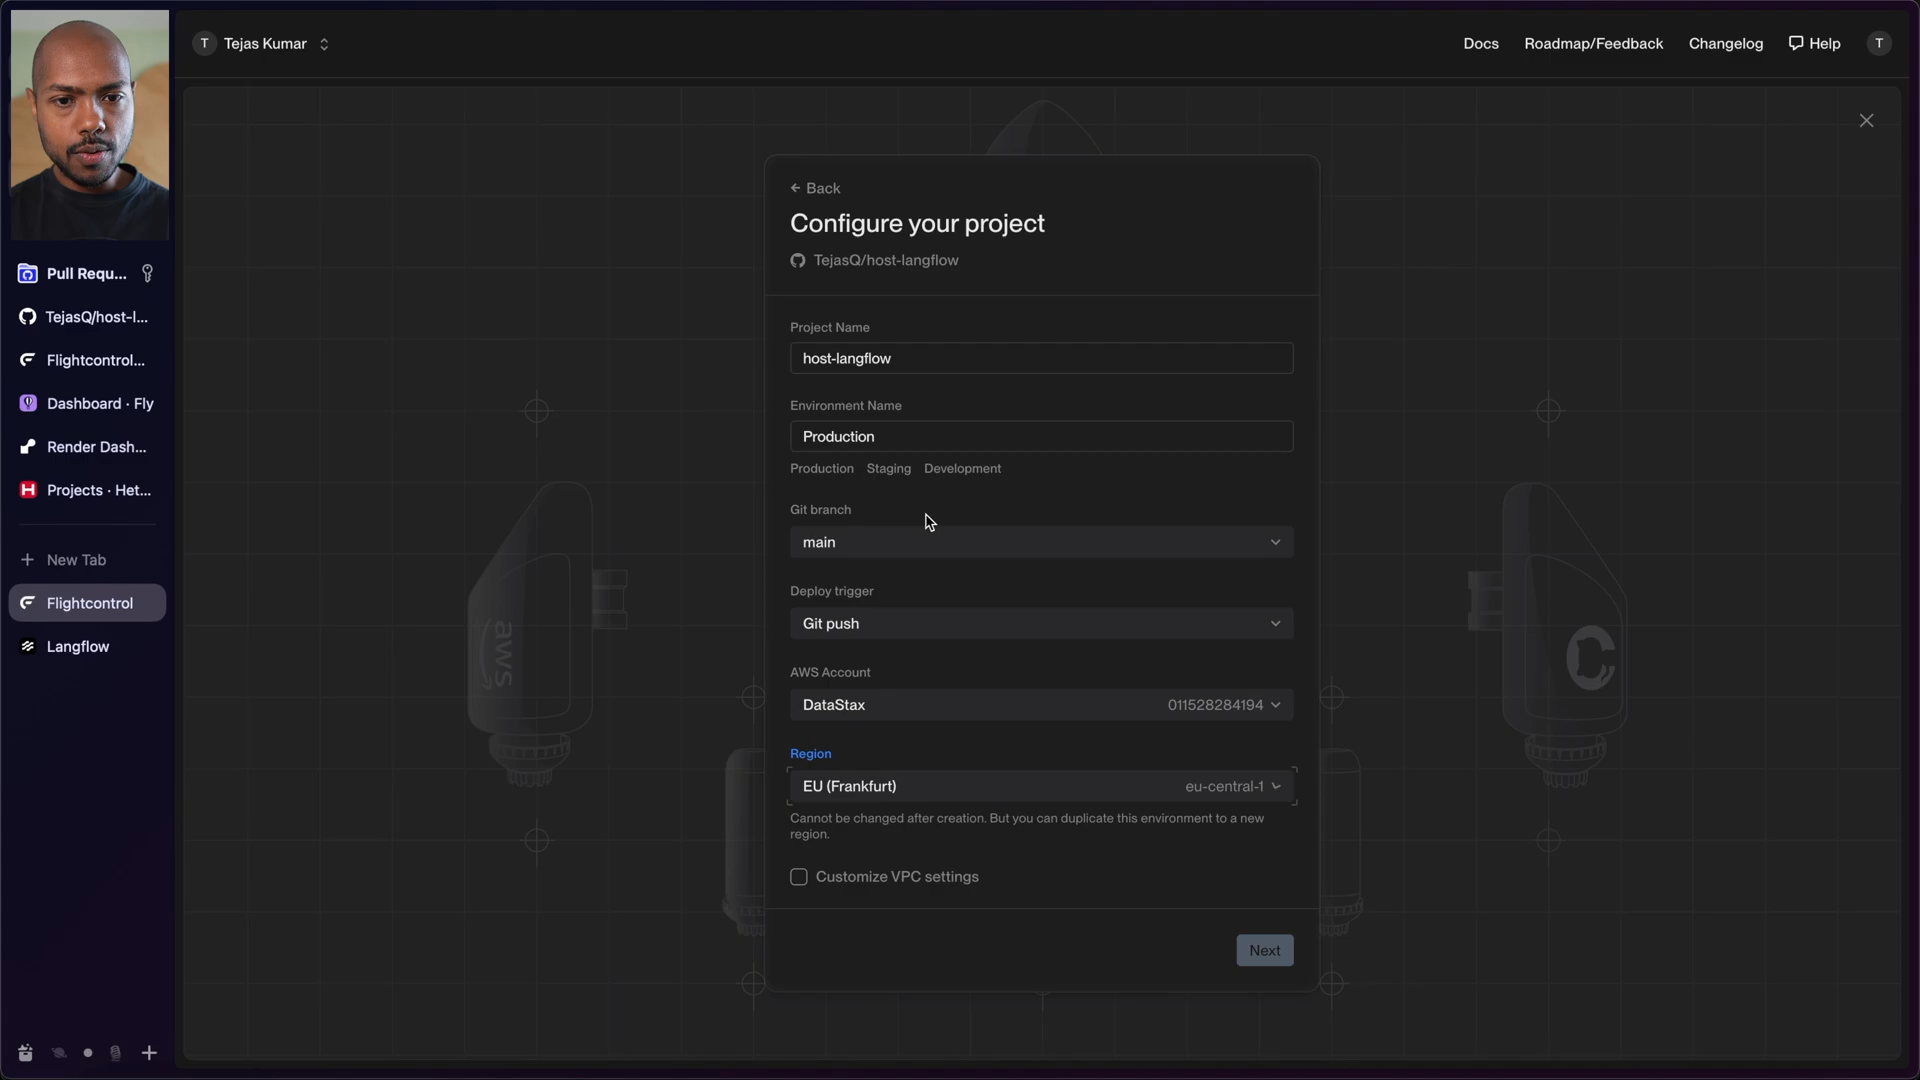 T Tejas Kumar
Docs
Roadmap/Feedback
Changelog
Help
T
Pull Requ...
TejasQ/host-l...
Flightcontrol...
Dashboard · Fly
Render Dash...
Projects · Het...
New Tab
Flightcontrol
Langflow
Back
Configure your project
TejasQ/host-langflow
Project Name
host-langflow
Environment Name
Production
Production Staging Development
Git branch
main
Deploy trigger
Git push
AWS Account
DataStax 011528284194
Region
EU (Frankfurt) eu-central-1
Cannot be changed after creation. But you can duplicate this environment to a new
region.
Customize VPC settings
Next
aws